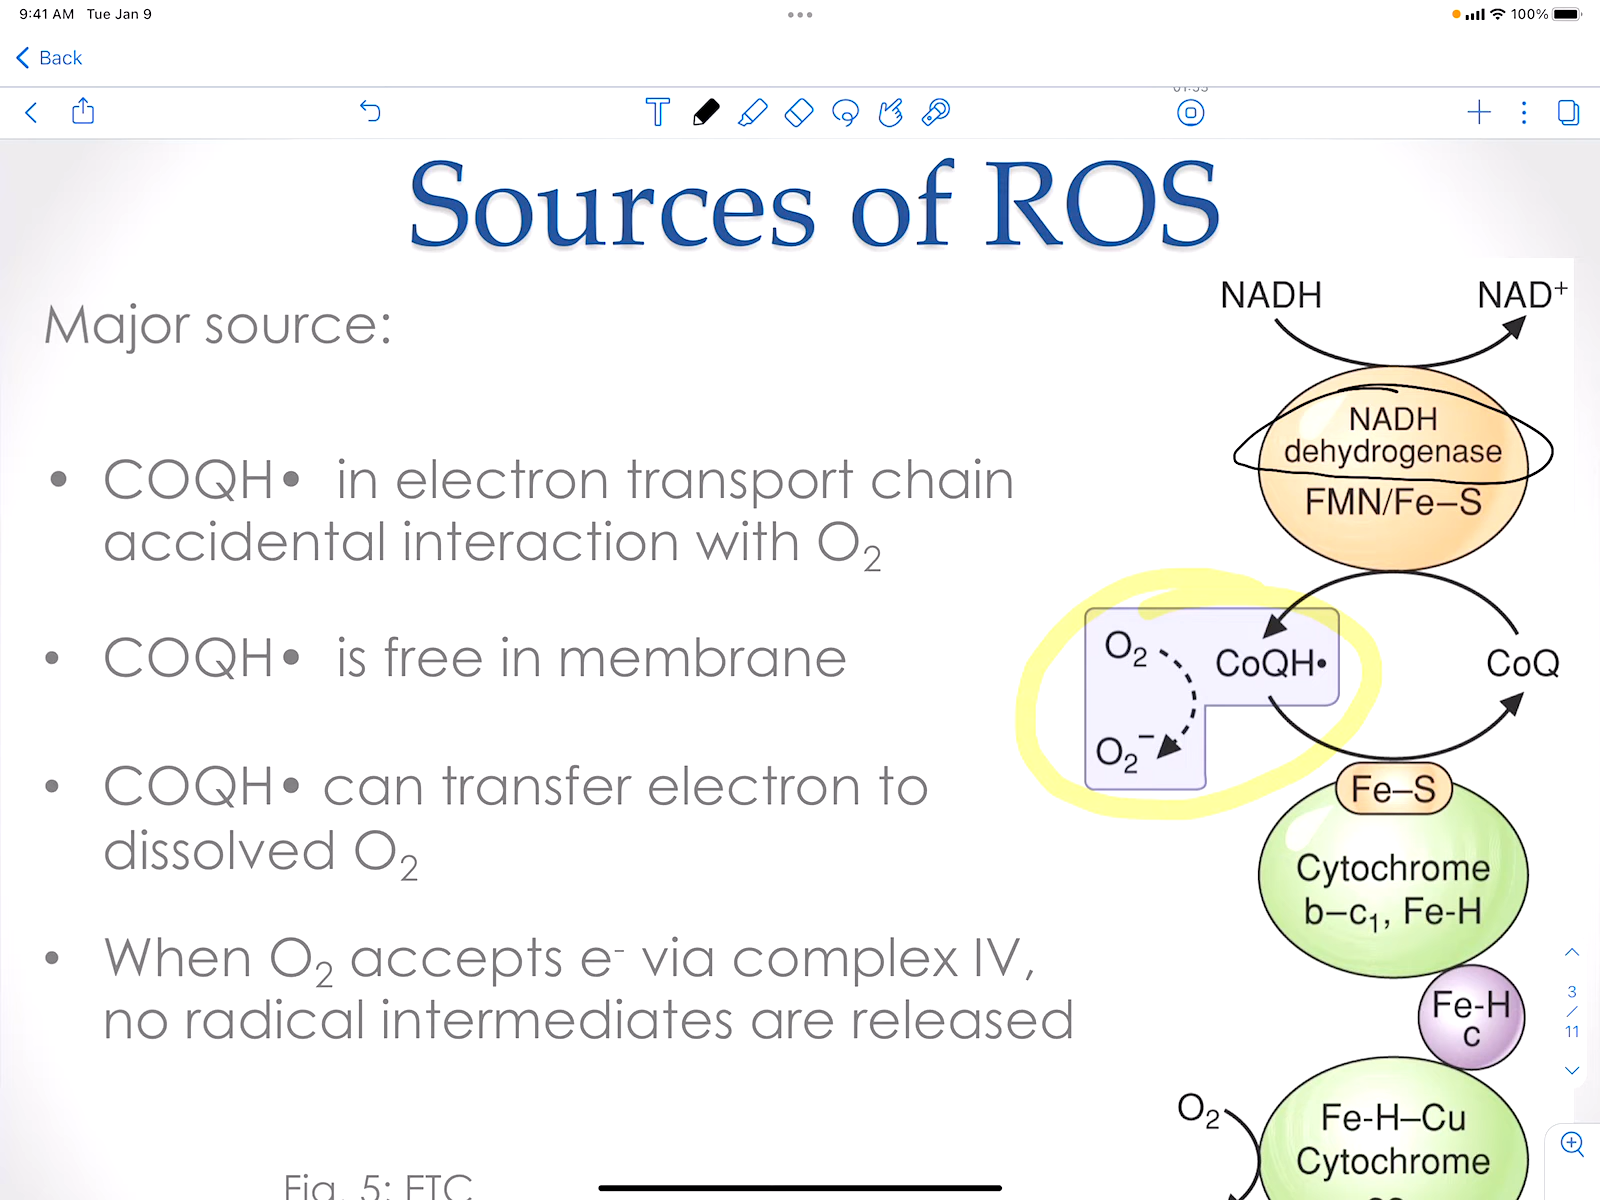 9:41 AM Tue Jan 9
100%
Back
Sources of ROS
Major source:
• COQH• in electron transport chain
accidental interaction with O₂
• COQH• is free in membrane
• COQH• can transfer electron to
dissolved O₂
• When O₂ accepts e⁻ via complex IV,
no radical intermediates are released
Fig. 5: ETC
NADH NAD⁺
NADH
dehydrogenase
FMN/Fe–S
O₂ CoQH• CoQ
O₂⁻
Fe–S
Cytochrome
b–c₁, Fe-H
Fe-H
c
O₂
Fe-H–Cu
Cytochrome
3
/
11